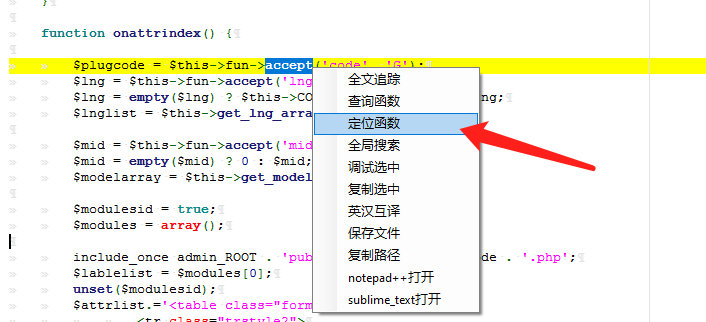 }
function onattrindex() {
$plugcode = $this->fun->accept('code', 'G');
$lng = $this->fun->accept('lng
$lng = empty($lng) ? $this->CO ng;
$lnglist = $this->get_lng_arra
$mid = $this->fun->accept('mid
$mid = empty($mid) ? 0 : $mid;
$modelarray = $this->get_model
$modulesid = true;
$modules = array();
include_once admin_ROOT . 'pub de . '.php';
$lablelist = $modules[0];
unset($modulesid);
$attrlist.='<table class="form
<tr class="trstyle2">
全文追踪
查询函数
定位函数
全局搜索
调试选中
复制选中
英汉互译
保存文件
复制路径
notepad++打开
sublime_text打开